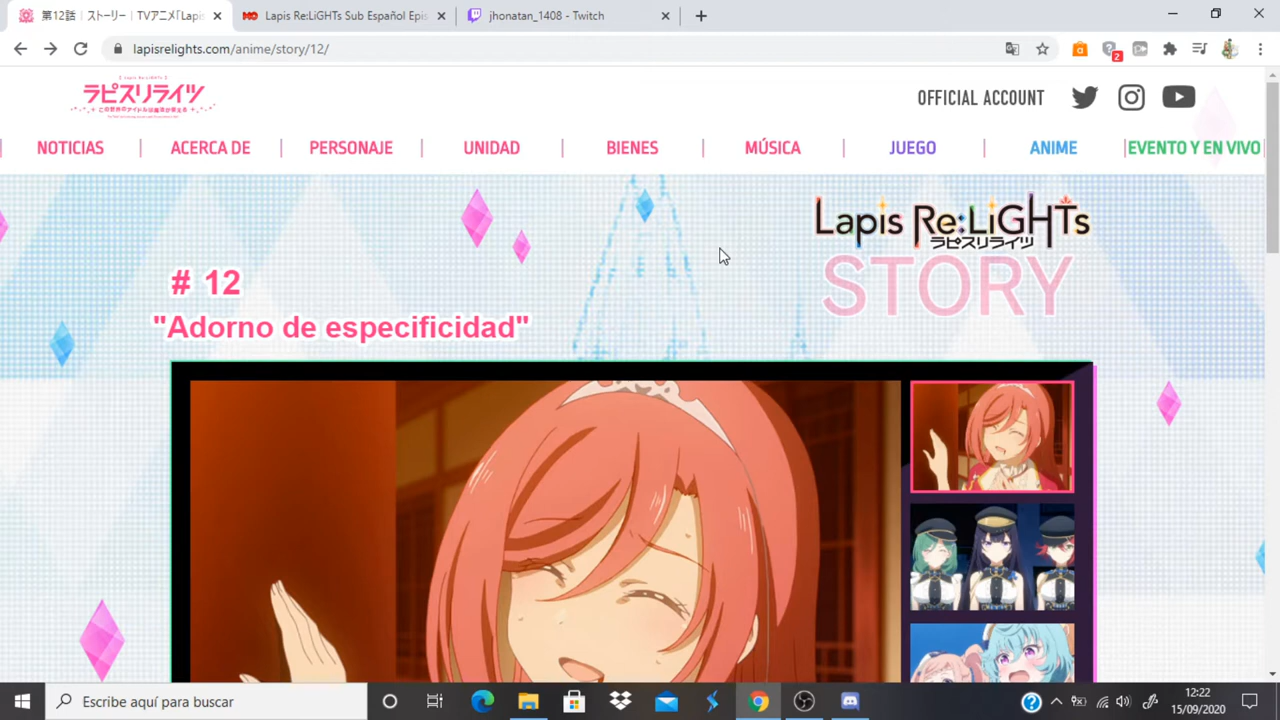 第12話 | ストーリー | TVアニメ「Lapis
Lapis Re:LiGHTs Sub Español Epis
jhonatan_1408 - Twitch
lapisrelights.com/anime/story/12/
2
ラピスリライツ
OFFICIAL ACCOUNT
NOTICIAS
ACERCA DE
PERSONAJE
UNIDAD
BIENES
MÚSICA
JUEGO
ANIME
EVENTO Y EN VIVO
Lapis Re:LiGHTs
ラピスリライツ
STORY
# 12
"Adorno de especificidad"
Escribe aquí para buscar
12:22
15/09/2020